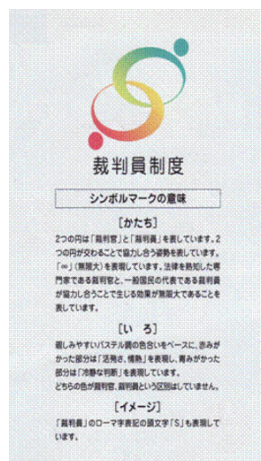 裁判員制度
シンボルマークの意味
[かたち]
2つの円は「裁判官」と「裁判員」を表しています。2
つの円が交わることで協力し合う姿勢を表しています。
「∞」(無限大)を表現しています。法律を熟知した専
門家である裁判官と、一般国民の代表である裁判員
が協力し合うことで生じる効果が無限大であることを
表しています。
[い ろ]
親しみやすいパステル調の色合いをベースに、赤みが
かった部分は「活発さ、情熱」を表現し、青みがかった
部分は「冷静な判断」を表現しています。
どちらの色が裁判官、裁判員という区別はしていません。
[イメージ]
「裁判員」のローマ字表記の頭文字「S」も表現して
います。